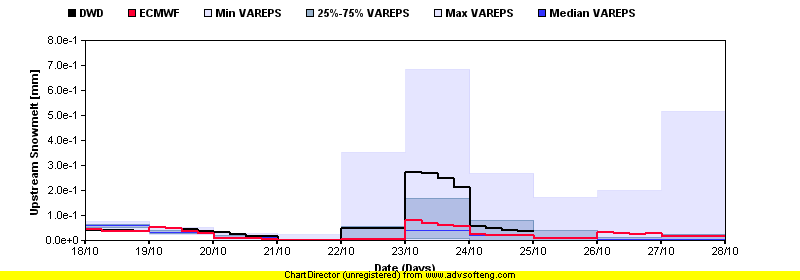 DWD ECMWF Min VAREPS 25%-75% VAREPS Max VAREPS Median VAREPS
8.0e-1
7.0e-1
6.0e-1
5.0e-1
4.0e-1
3.0e-1
2.0e-1
1.0e-1
0.0e+0
Upstream Snowmelt [mm]
18/10 19/10 20/10 21/10 22/10 23/10 24/10 25/10 26/10 27/10 28/10
Date (Days)
ChartDirector (unregistered) from www.advsofteng.com